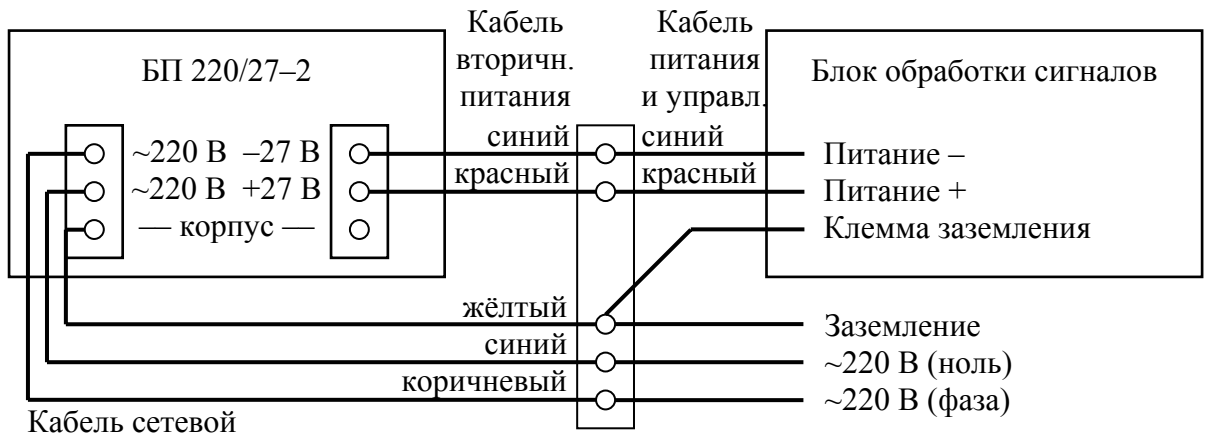 Кабель
вторичн.
питания
Кабель
питания
и управл.
БП 220/27–2
Блок обработки сигналов
~220 В –27 В
~220 В +27 В
— корпус —
синий
красный
синий
красный
Питание –
Питание +
Клемма заземления
жёлтый
синий
коричневый
Заземление
~220 В (ноль)
~220 В (фаза)
Кабель сетевой